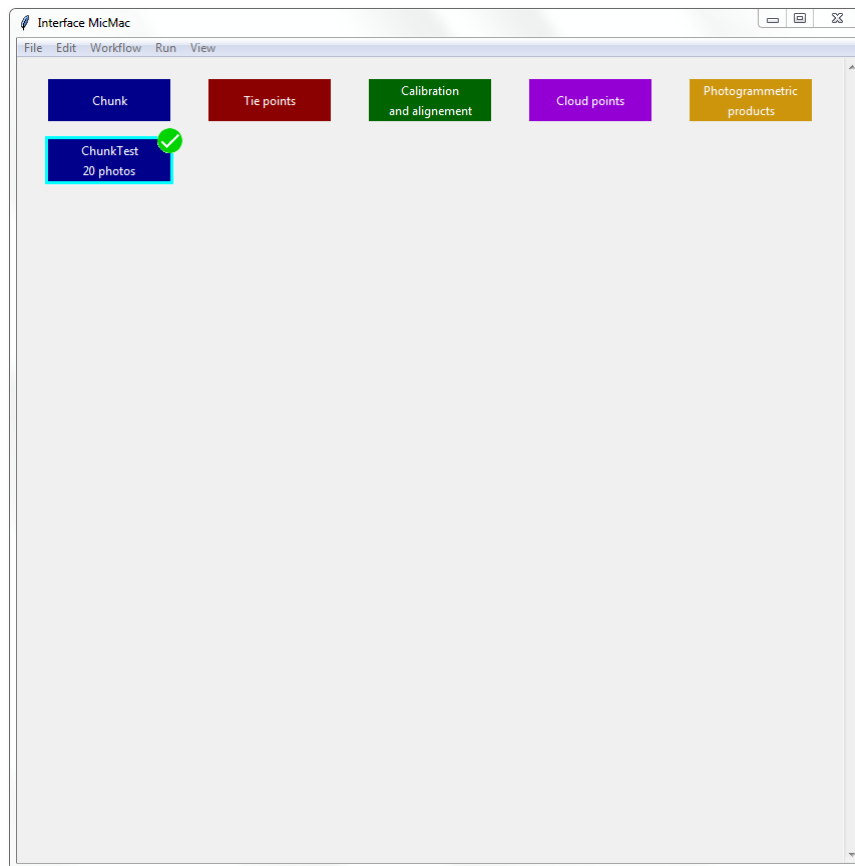 Interface MicMac
File Edit Workflow Run View
Chunk
Tie points
Calibration
and alignement
Cloud points
Photogrammetric
products
ChunkTest
20 photos